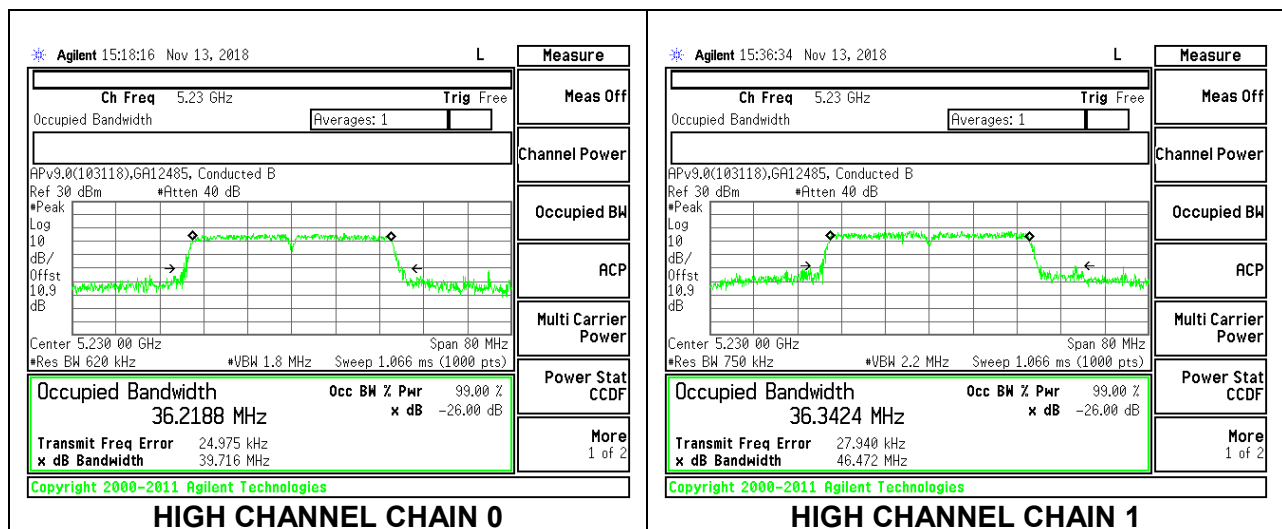 Agilent 15:18:16 Nov 13, 2018 L Measure
Ch Freq 5.23 GHz Trig Free Meas Off
Occupied Bandwidth Averages: 1
Channel Power
APv9.0(103118),GA12485, Conducted B
Ref 30 dBm #Atten 40 dB
#Peak
Log
10
dB/
Offst
10.9
dB
Occupied BW
ACP
Multi Carrier
Power
Center 5.230 00 GHz Span 80 MHz
#Res BW 620 kHz #VBW 1.8 MHz Sweep 1.066 ms (1000 pts)
Power Stat
CCDF
Occupied Bandwidth Occ BW % Pwr 99.00 %
36.2188 MHz x dB -26.00 dB
Transmit Freq Error 24.975 kHz
x dB Bandwidth 39.716 MHz
More
1 of 2
Copyright 2000-2011 Agilent Technologies
HIGH CHANNEL CHAIN 0
Agilent 15:36:34 Nov 13, 2018 L Measure
Ch Freq 5.23 GHz Trig Free Meas Off
Occupied Bandwidth Averages: 1
Channel Power
APv9.0(103118),GA12485, Conducted B
Ref 30 dBm #Atten 40 dB
#Peak
Log
10
dB/
Offst
10.9
dB
Occupied BW
ACP
Multi Carrier
Power
Center 5.230 00 GHz Span 80 MHz
#Res BW 750 kHz #VBW 2.2 MHz Sweep 1.066 ms (1000 pts)
Power Stat
CCDF
Occupied Bandwidth Occ BW % Pwr 99.00 %
36.3424 MHz x dB -26.00 dB
Transmit Freq Error 27.940 kHz
x dB Bandwidth 46.472 MHz
More
1 of 2
Copyright 2000-2011 Agilent Technologies
HIGH CHANNEL CHAIN 1